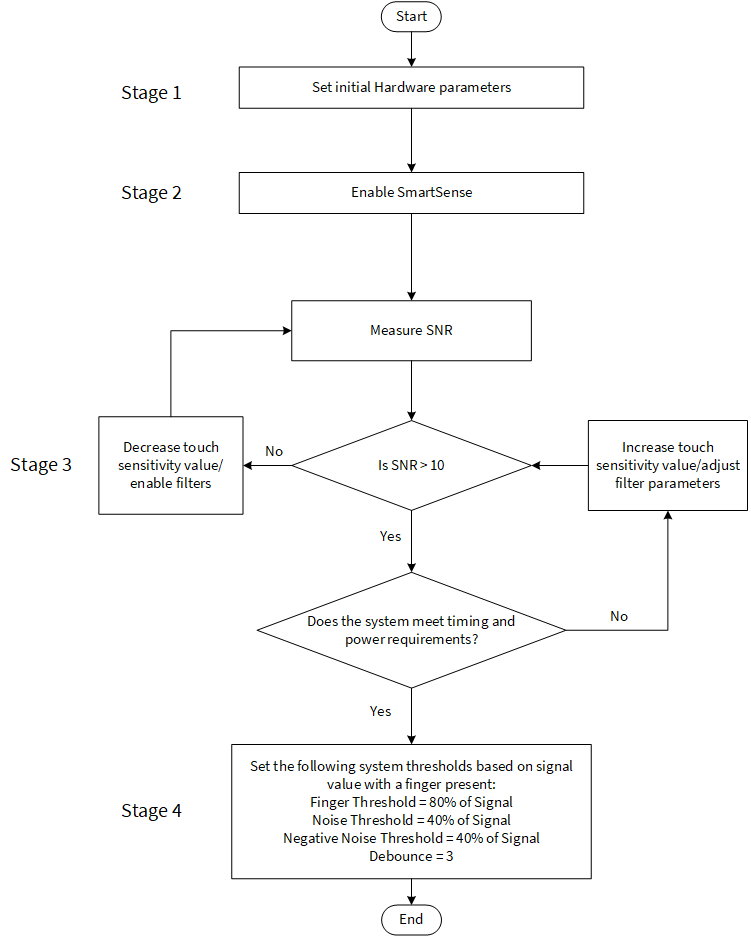 Start
Stage 1
Set initial Hardware parameters
Stage 2
Enable SmartSense
Measure SNR
Stage 3
Decrease touch
sensitivity value/
enable filters
No
Is SNR > 10
Increase touch
sensitivity value/adjust
filter parameters
Yes
Does the system meet timing and
power requirements?
No
Yes
Stage 4
Set the following system thresholds based on signal
value with a finger present:
Finger Threshold = 80% of Signal
Noise Threshold = 40% of Signal
Negative Noise Threshold = 40% of Signal
Debounce = 3
End